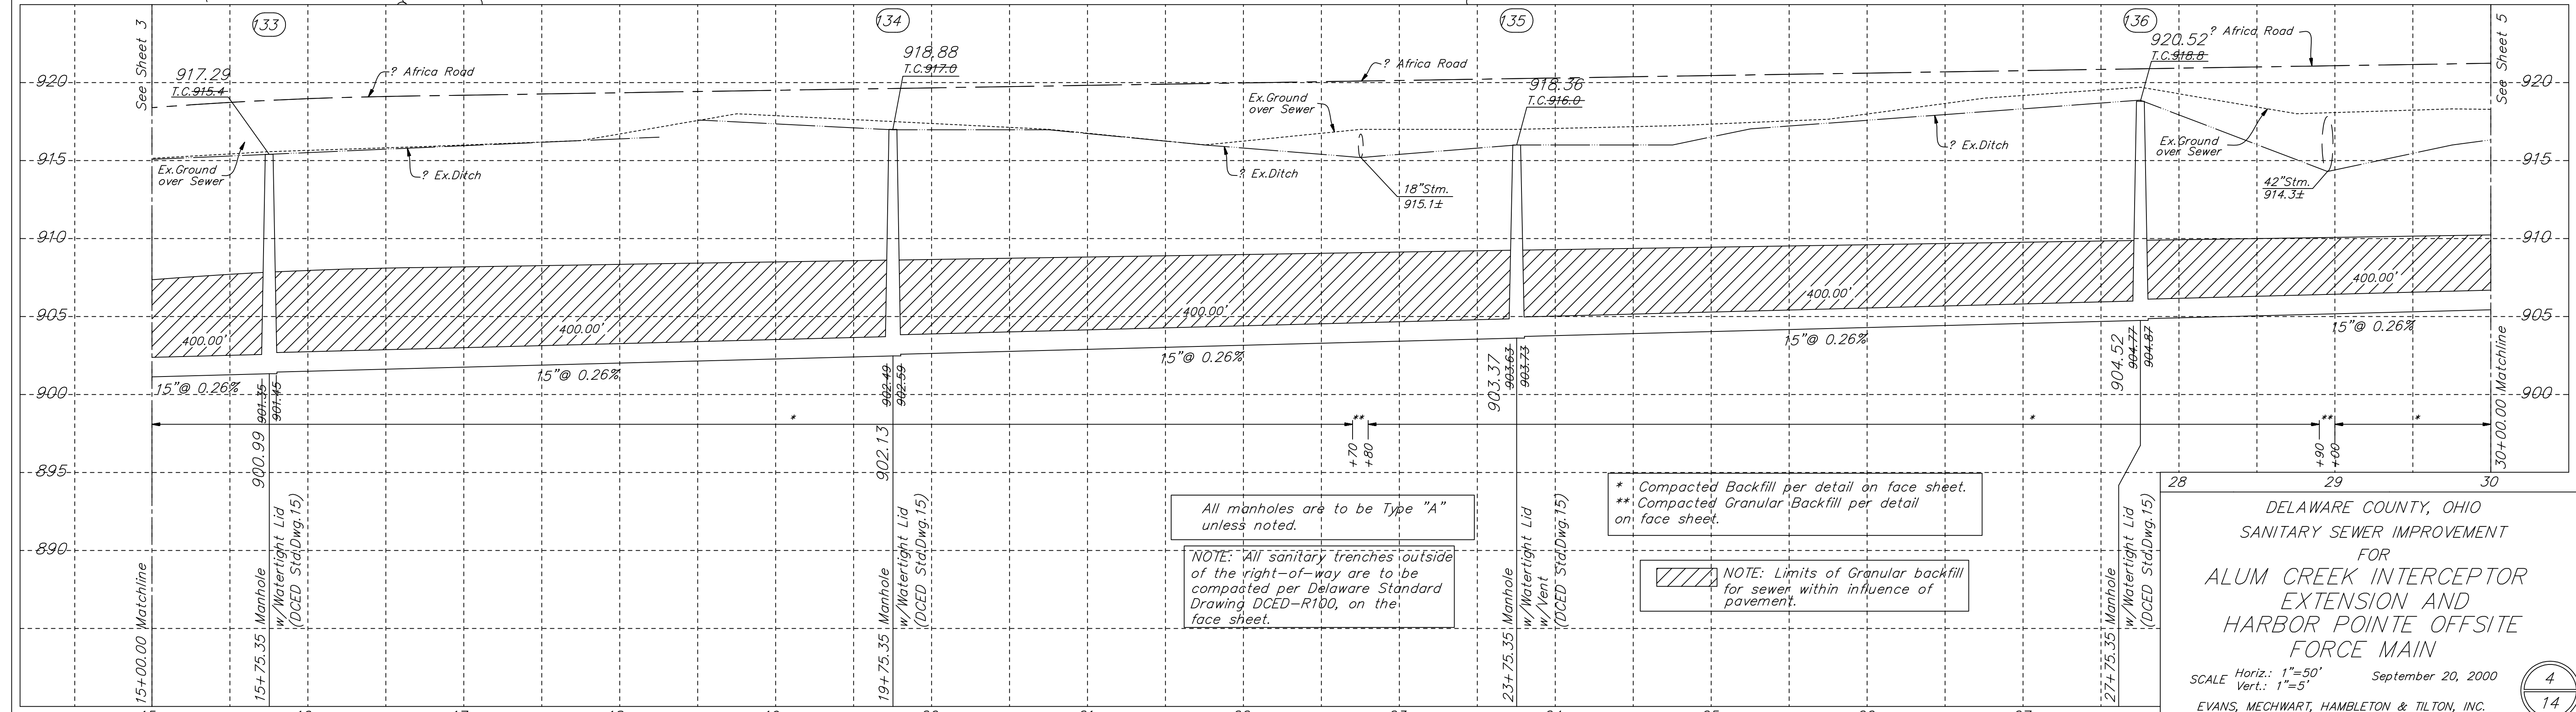 133
134
135
136
See Sheet 3
917.29
T.C.915.4
? Africa Road
918.88
T.C.917.0
? Africa Road
918.36
T.C.916.0
920.52
T.C.918.8
? Africa Road
See Sheet 5
920
920
Ex.Ground
over Sewer
? Ex.Ditch
Ex.Ground
over Sewer
? Ex.Ditch
18"Stm.
915.1±
? Ex.Ditch
Ex.Ground
over Sewer
42"Stm.
914.3±
915
915
910
910
905
905
400.00'
400.00'
400.00'
400.00'
400.00'
15"@ 0.26%
15"@ 0.26%
15"@ 0.26%
15"@ 0.26%
15"@ 0.26%
900
900
901.35
901.45
900.99
902.49
902.59
902.13
903.37
903.63
903.73
904.52
904.77
904.87
*
**
*
**
*
+70
+80
+90
+00
895
890
15+00.00 Matchline
15+75.35 Manhole
w/Watertight Lid
(DCED Std.Dwg.15)
19+75.35 Manhole
w/Watertight Lid
(DCED Std.Dwg.15)
23+75.35 Manhole
w/Watertight Lid
w/Vent
(DCED Std.Dwg.15)
27+75.35 Manhole
w/Watertight Lid
(DCED Std.Dwg.15)
30+00.00 Matchline
All manholes are to be Type "A"
unless noted.
NOTE: All sanitary trenches outside
of the right-of-way are to be
compacted per Delaware Standard
Drawing DCED-R100, on the
face sheet.
* Compacted Backfill per detail on face sheet.
** Compacted Granular Backfill per detail
on face sheet.
NOTE: Limits of Granular backfill
for sewer within influence of
pavement.
28 29 30
DELAWARE COUNTY, OHIO
SANITARY SEWER IMPROVEMENT
FOR
ALUM CREEK INTERCEPTOR
EXTENSION AND
HARBOR POINTE OFFSITE
FORCE MAIN
SCALE Horiz.: 1"=50' September 20, 2000
Vert.: 1"=5'
4
14
EVANS, MECHWART, HAMBLETON & TILTON, INC.